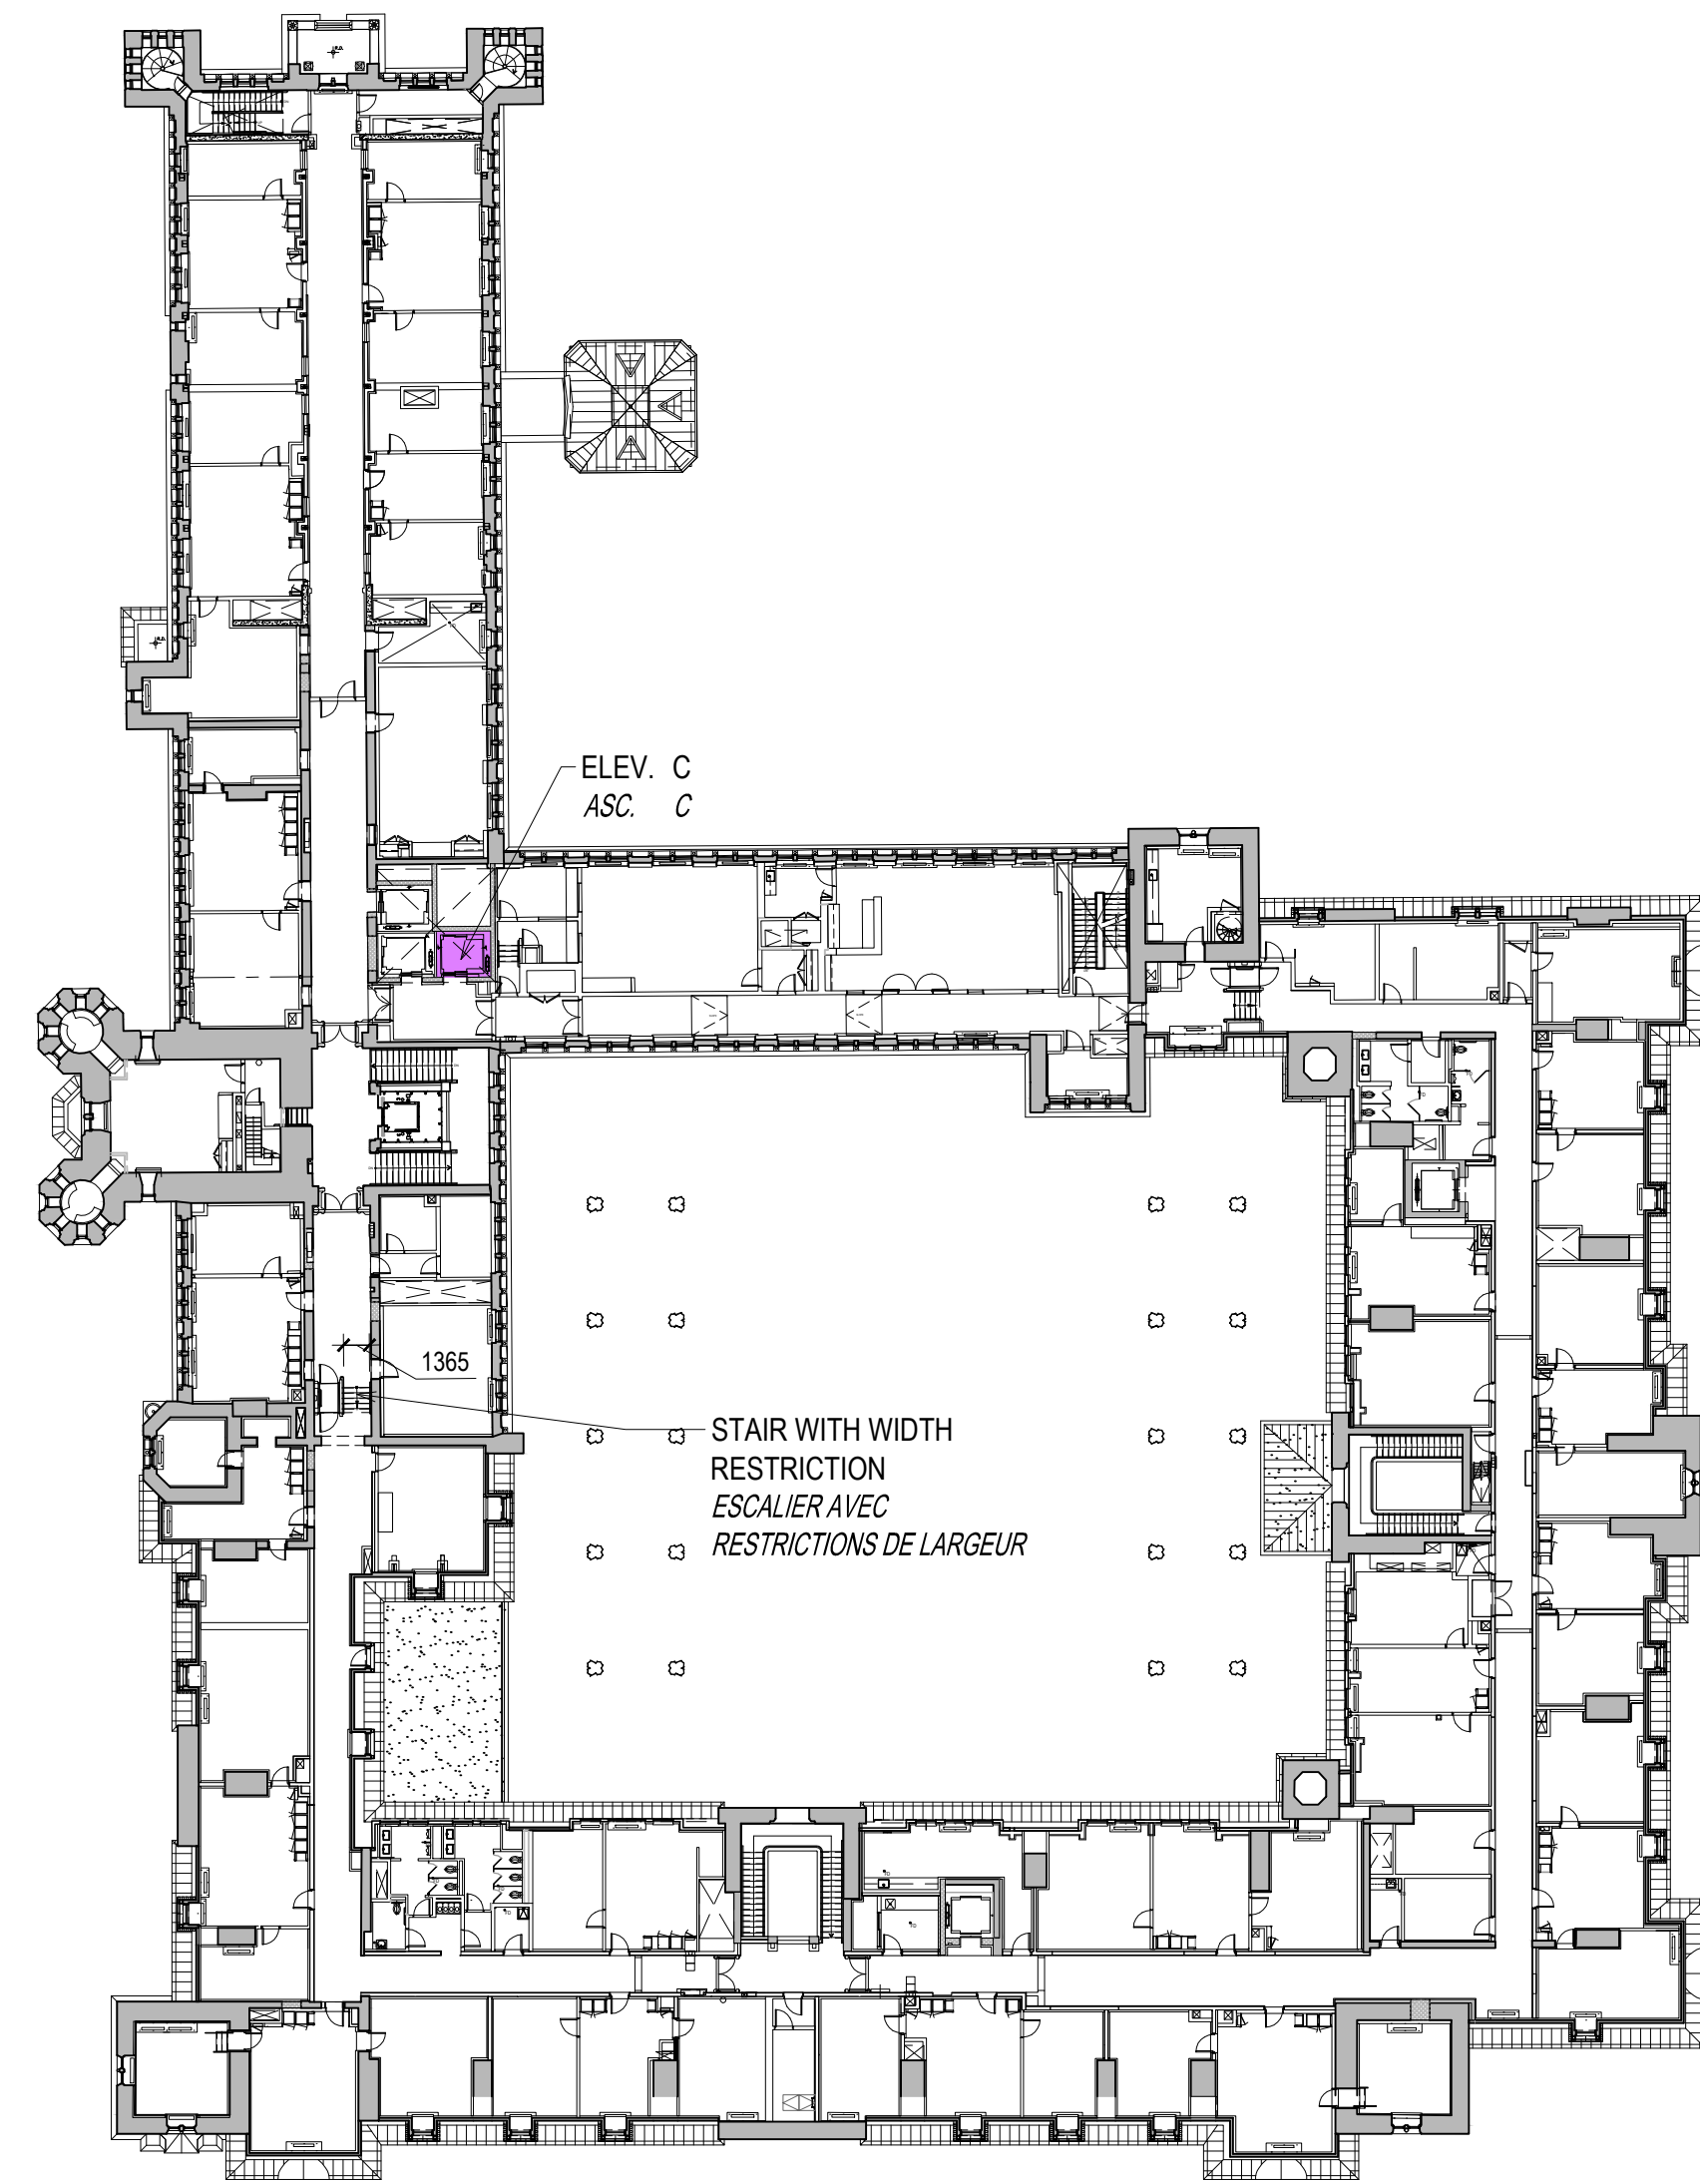 ELEV. C
ASC. C
1365
STAIR WITH WIDTH
RESTRICTION
ESCALIER AVEC
RESTRICTIONS DE LARGEUR